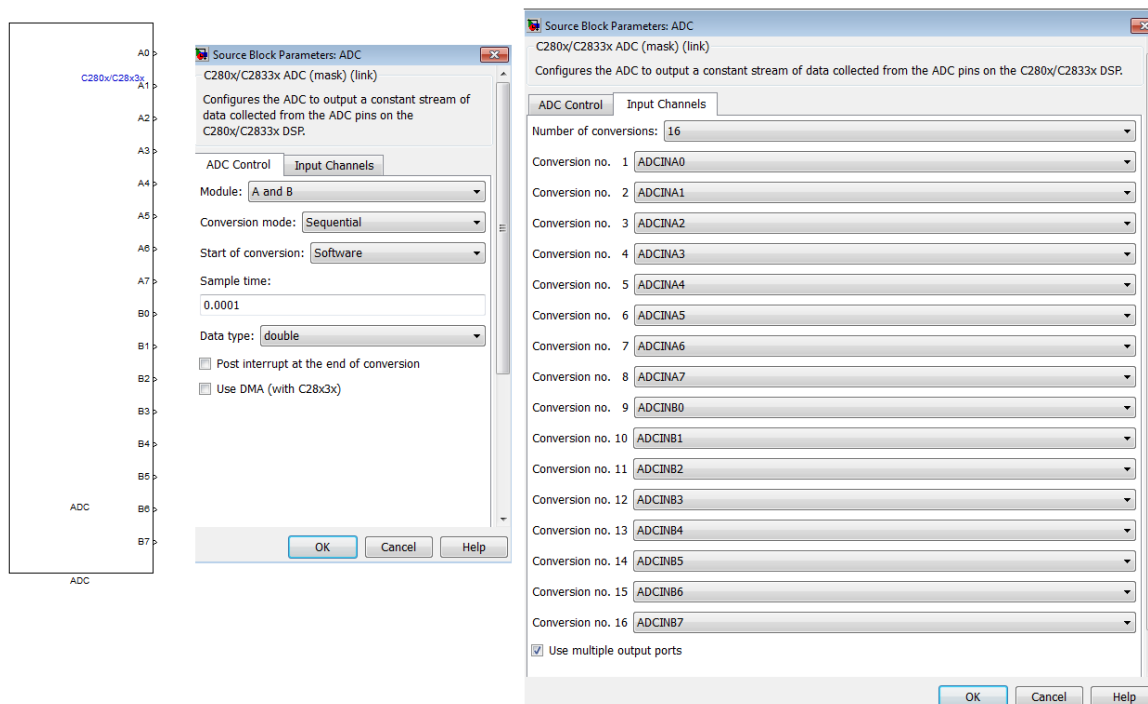 A0
C280x/C28x3x
A1
A2
A3
A4
A5
A6
A7
B0
B1
B2
B3
B4
B5
ADC
B6
B7
ADC
Source Block Parameters: ADC
C280x/C2833x ADC (mask) (link)
Configures the ADC to output a constant stream of
data collected from the ADC pins on the
C280x/C2833x DSP.
ADC Control Input Channels
Module: A and B
Conversion mode: Sequential
Start of conversion: Software
Sample time:
0.0001
Data type: double
Post interrupt at the end of conversion
Use DMA (with C28x3x)
OK Cancel Help
Source Block Parameters: ADC
C280x/C2833x ADC (mask) (link)
Configures the ADC to output a constant stream of data collected from the ADC pins on the C280x/C2833x DSP.
ADC Control Input Channels
Number of conversions: 16
Conversion no. 1 ADCINA0
Conversion no. 2 ADCINA1
Conversion no. 3 ADCINA2
Conversion no. 4 ADCINA3
Conversion no. 5 ADCINA4
Conversion no. 6 ADCINA5
Conversion no. 7 ADCINA6
Conversion no. 8 ADCINA7
Conversion no. 9 ADCINB0
Conversion no. 10 ADCINB1
Conversion no. 11 ADCINB2
Conversion no. 12 ADCINB3
Conversion no. 13 ADCINB4
Conversion no. 14 ADCINB5
Conversion no. 15 ADCINB6
Conversion no. 16 ADCINB7
Use multiple output ports
OK Cancel Help